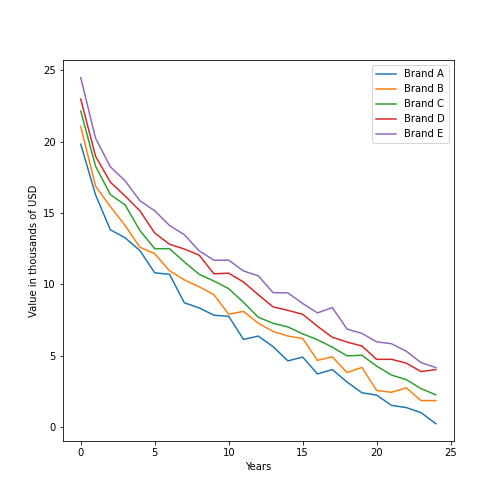 25
20
15
10
5
0
Value in thousands of USD
0 5 10 15 20 25
Years
Brand A
Brand B
Brand C
Brand D
Brand E